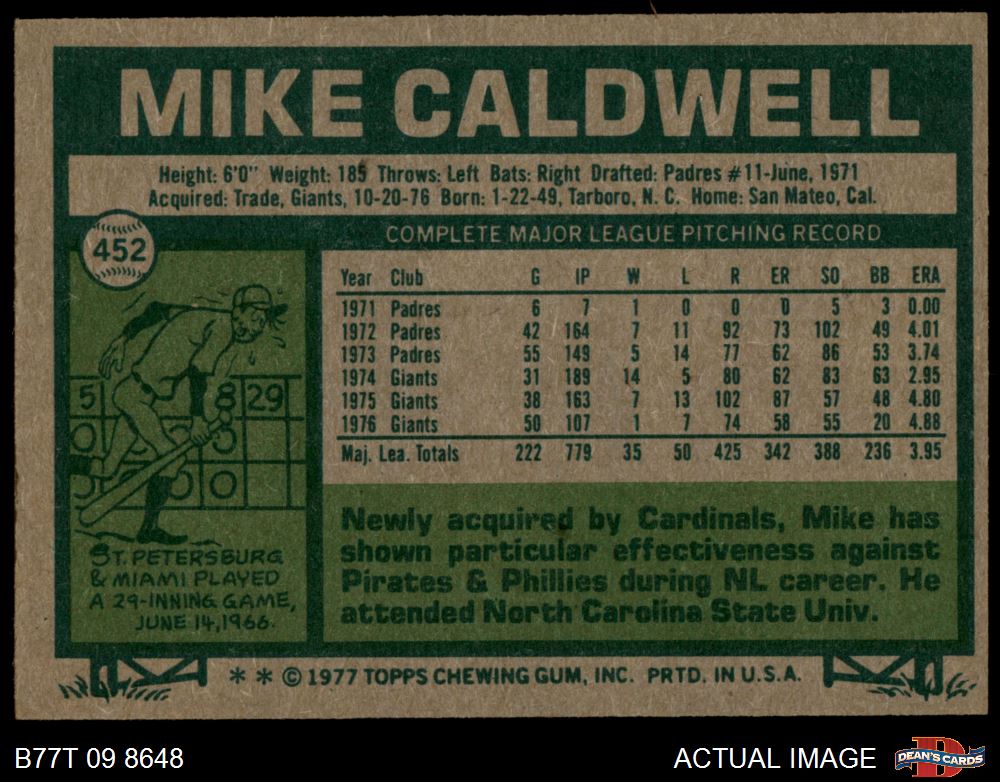 MIKE CALDWELL
Height: 6'0" Weight: 185 Throws: Left Bats: Right Drafted: Padres #11-June, 1971
Acquired: Trade, Giants, 10-20-76 Born: 1-22-49, Tarboro, N. C. Home: San Mateo, Cal.
452
COMPLETE MAJOR LEAGUE PITCHING RECORD
Year Club G IP W L R ER SO BB ERA
1971 Padres 6 7 1 0 0 0 5 3 0.00
1972 Padres 42 164 7 11 92 73 102 49 4.01
1973 Padres 55 149 5 14 77 62 86 53 3.74
1974 Giants 31 189 14 5 80 62 83 63 2.95
1975 Giants 38 163 7 13 102 87 57 48 4.80
1976 Giants 50 107 1 7 74 58 55 20 4.88
Maj. Lea. Totals 222 779 35 50 425 342 388 236 3.95
5 8 29
0 0
0 0
ST. PETERSBURG
& MIAMI PLAYED
A 29-INNING GAME,
JUNE 14, 1966.
Newly acquired by Cardinals, Mike has
shown particular effectiveness against
Pirates & Phillies during NL career. He
attended North Carolina State Univ.
* * © 1977 TOPPS CHEWING GUM, INC. PRTD. IN U.S.A.
B77T 09 8648
ACTUAL IMAGE
D
DEAN'S CARDS